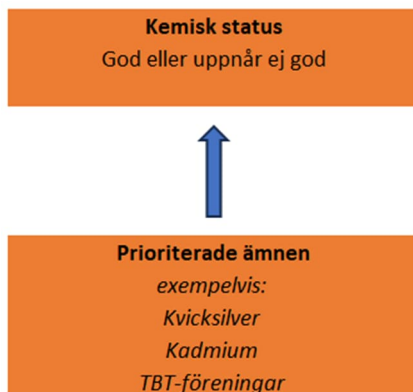 Kemisk status
God eller uppnår ej god
Prioriterade ämnen
exempelvis:
Kvicksilver
Kadmium
TBT-föreningar